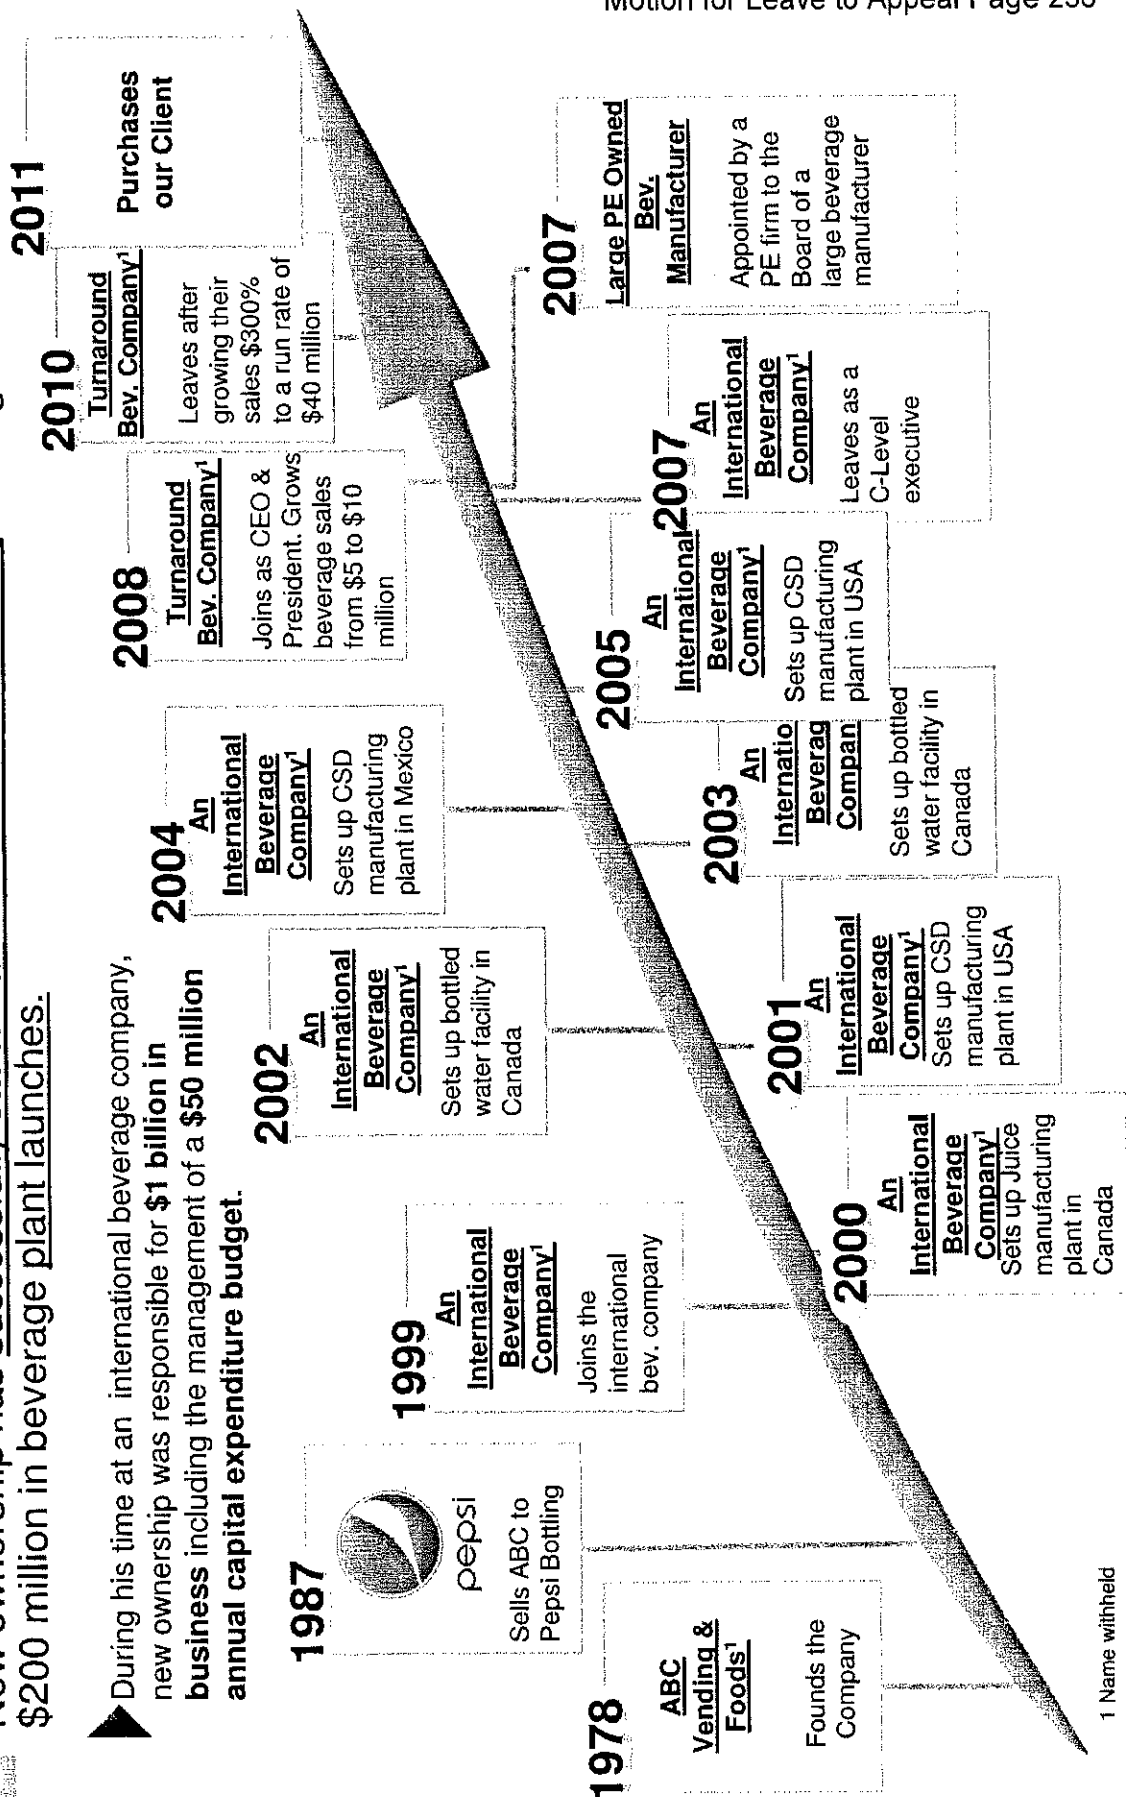 Motion for Leave to Appeal Page 236
$200 million in beverage plant launches.
During his time at an international beverage company,
new ownership was responsible for $1 billion in
business including the management of a $50 million
annual capital expenditure budget.
1978
ABC
Vending &
Foods¹
Founds the
Company
1987
pepsi
Sells ABC to
Pepsi Bottling
1999
An
International
Beverage
Company¹
Joins the
international
bev. company
2000
An
International
Beverage
Company¹
Sets up Juice
manufacturing
plant in
Canada
2001
An
International
Beverage
Company¹
Sets up CSD
manufacturing
plant in USA
2002
An
International
Beverage
Company¹
Sets up bottled
water facility in
Canada
2003
An
Internatio
Beverag
Compan
Sets up bottled
water facility in
Canada
2004
An
International
Beverage
Company¹
Sets up CSD
manufacturing
plant in Mexico
2005
An
International
Beverage
Company¹
Sets up CSD
manufacturing
plant in USA
2007
An
International
Beverage
Company¹
Leaves as a
C-Level
executive
2007
Large PE Owned
Bev.
Manufacturer
Appointed by a
PE firm to the
Board of a
large beverage
manufacturer
2008
Turnaround
Bev. Company¹
Joins as CEO &
President. Grows
beverage sales
from $5 to $10
million
2010
Turnaround
Bev. Company¹
Leaves after
growing their
sales $300%
to a run rate of
$40 million
2011
Purchases
our Client
1 Name withheld